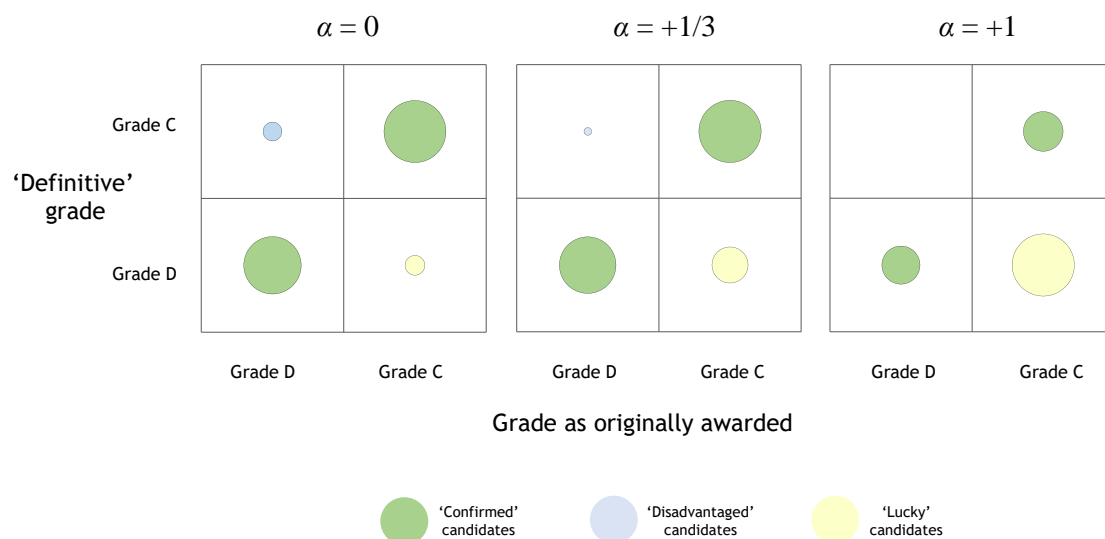 α = 0
α = +1/3
α = +1
Grade C
‘Definitive’
grade
Grade D
Grade D
Grade C
Grade D
Grade C
Grade D
Grade C
Grade as originally awarded
‘Confirmed’
candidates
‘Disadvantaged’
candidates
‘Lucky’
candidates